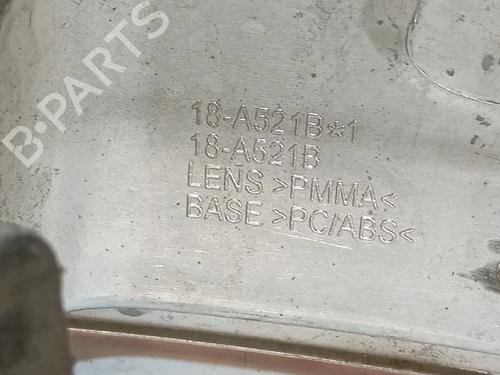 B-PARTS
18-A521B*1
18-A521B
LENS >PMMA<
BASE >PC/ABS<